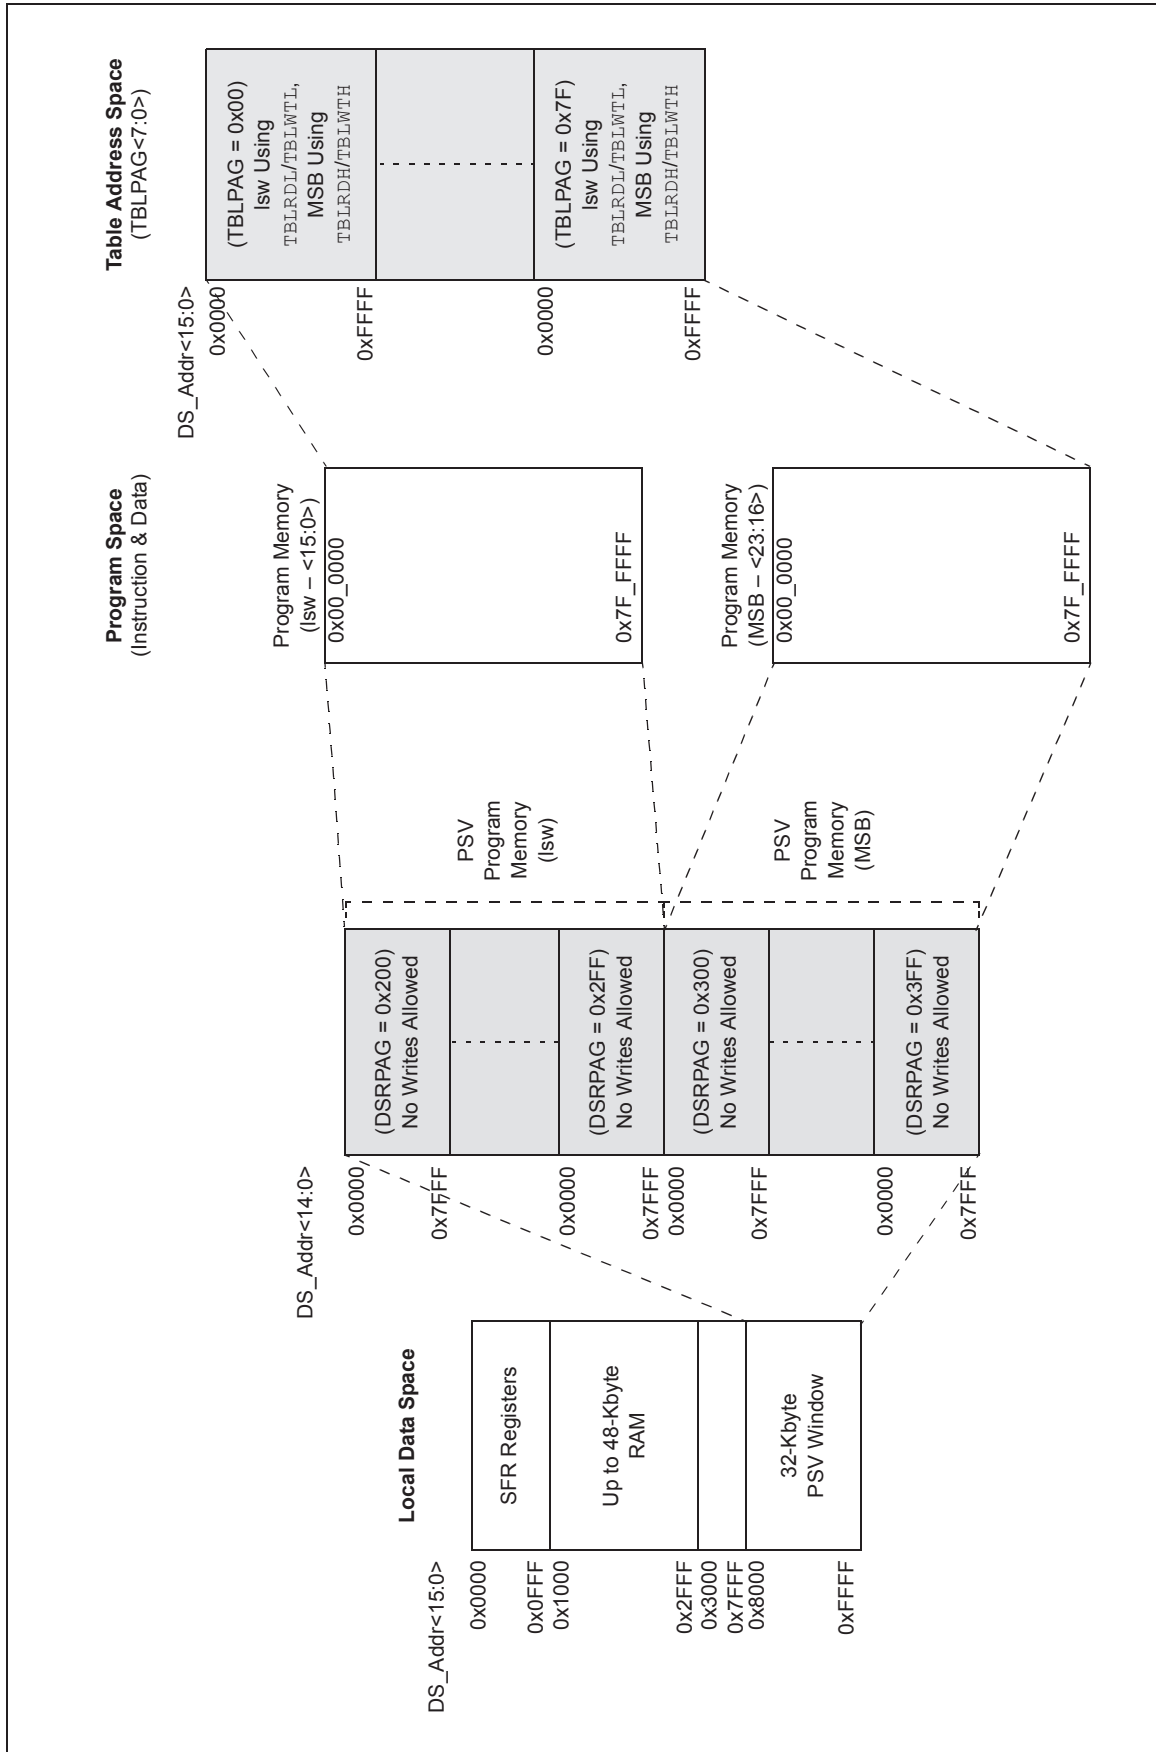 Local Data Space
DS_Addr<15:0>
0x0000
SFR Registers
0x0FFF
0x1000
Up to 48-Kbyte
RAM
0x2FFF
0x3000
0x7FFF
0x8000
32-Kbyte
PSV Window
0xFFFF
DS_Addr<14:0>
0x0000
(DSRPAG = 0x200)
No Writes Allowed
0x7FFF
0x0000
(DSRPAG = 0x2FF)
No Writes Allowed
0x7FFF
0x0000
(DSRPAG = 0x300)
No Writes Allowed
0x7FFF
0x0000
(DSRPAG = 0x3FF)
No Writes Allowed
0x7FFF
PSV
Program
Memory
(lsw)
PSV
Program
Memory
(MSB)
Program Space
(Instruction & Data)
Program Memory
(lsw – <15:0>)
0x00_0000
0x7F_FFFF
Program Memory
(MSB – <23:16>)
0x00_0000
0x7F_FFFF
Table Address Space
(TBLPAG<7:0>)
DS_Addr<15:0>
0x0000
(TBLPAG = 0x00)
lsw Using
TBLRDL/TBLWTL,
MSB Using
TBLRDH/TBLWTH
0xFFFF
0x0000
(TBLPAG = 0x7F)
lsw Using
TBLRDL/TBLWTL,
MSB Using
TBLRDH/TBLWTH
0xFFFF